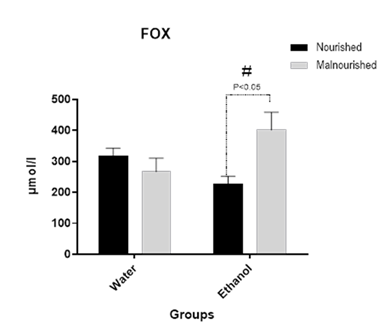 FOX
Nourished
Malnourished
#
P<0.05
500
400
300
200
100
0
µmol/l
Water
Ethanol
Groups